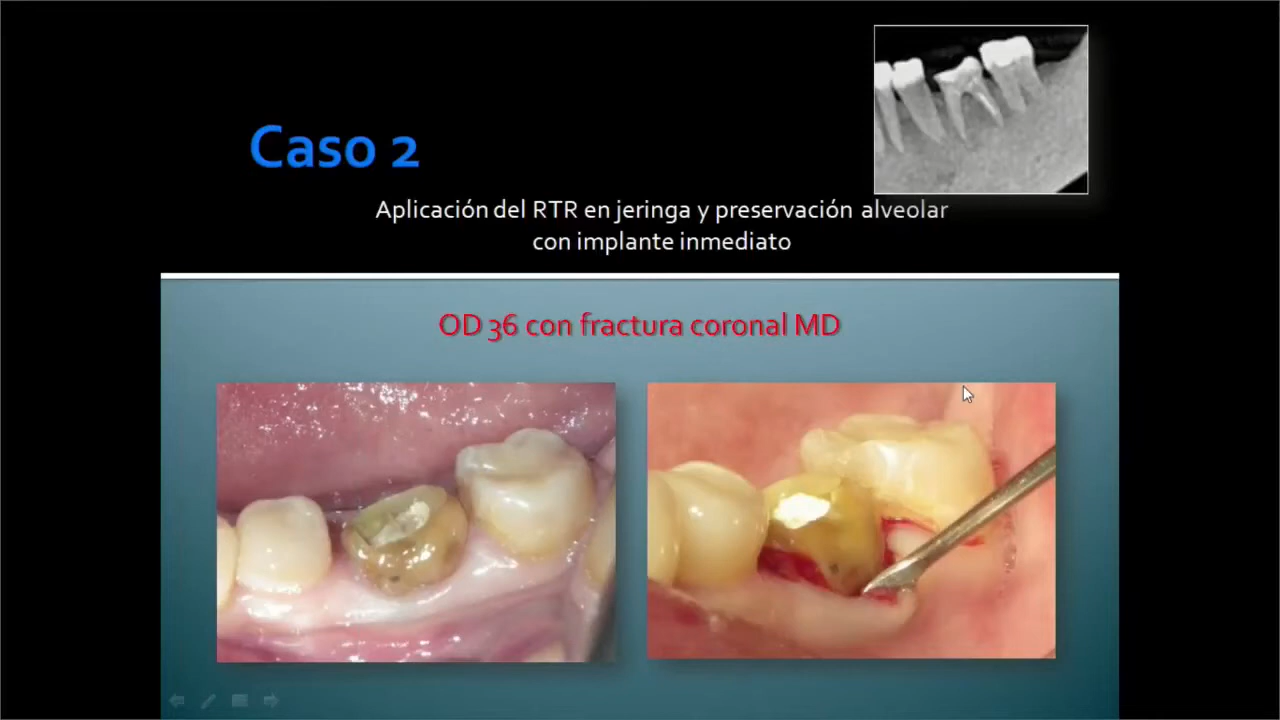 Caso 2
Aplicación del RTR en jeringa y preservación alveolar
con implante inmediato
OD 36 con fractura coronal MD